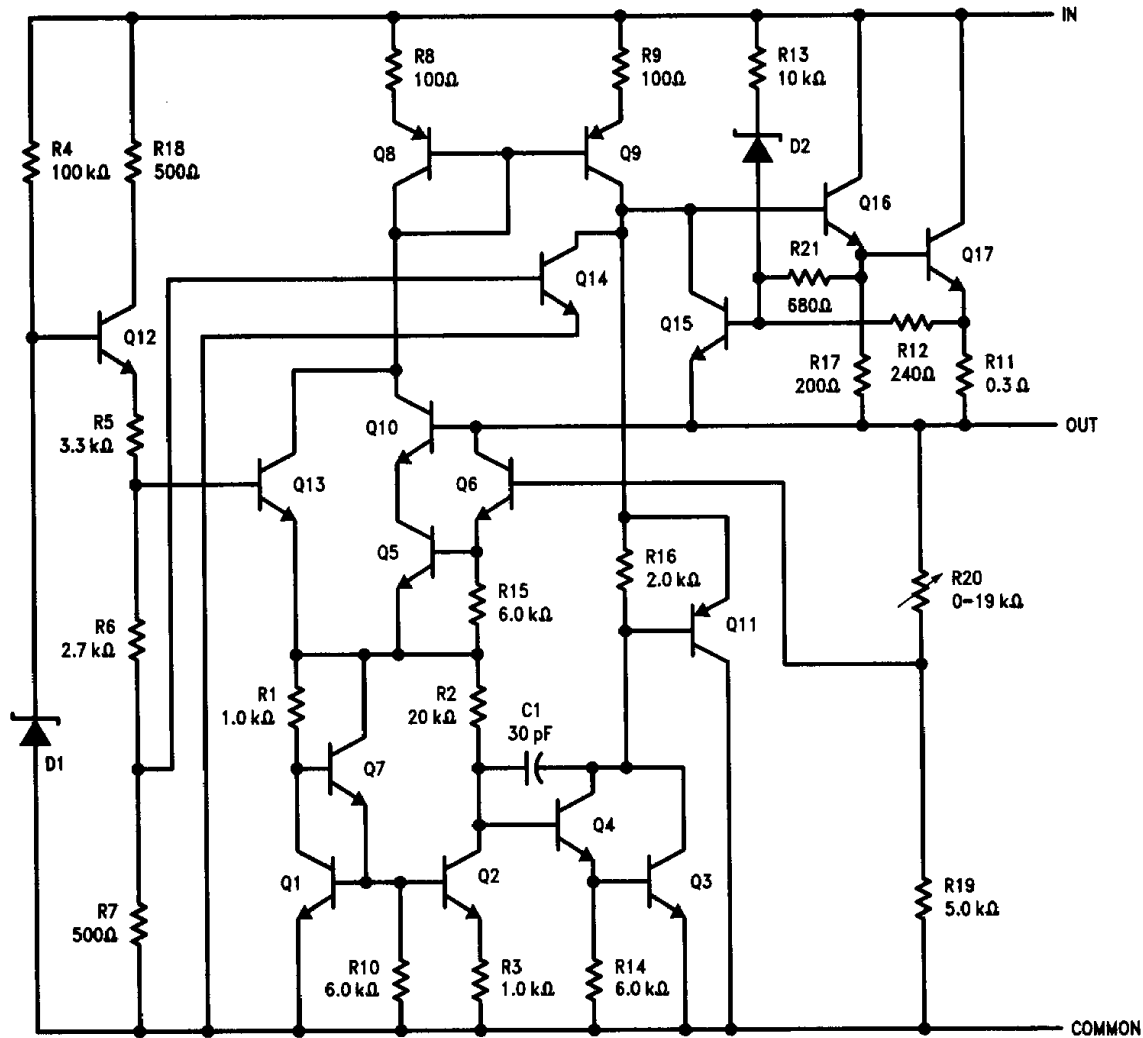 IN
R8
100Ω
R9
100Ω
R13
10 kΩ
R4
100 kΩ
R18
500Ω
Q8
Q9
D2
Q16
Q17
R21
680Ω
Q14
Q12
Q15
R12
240Ω
R17
200Ω
R11
0.3 Ω
R5
3.3 kΩ
Q10
OUT
Q13
Q6
Q5
R16
2.0 kΩ
R15
6.0 kΩ
R20
0-19 kΩ
Q11
R6
2.7 kΩ
R1
1.0 kΩ
R2
20 kΩ
C1
30 pF
D1
Q7
Q4
Q1
Q2
Q3
R19
5.0 kΩ
R7
500Ω
R10
6.0 kΩ
R3
1.0 kΩ
R14
6.0 kΩ
COMMON